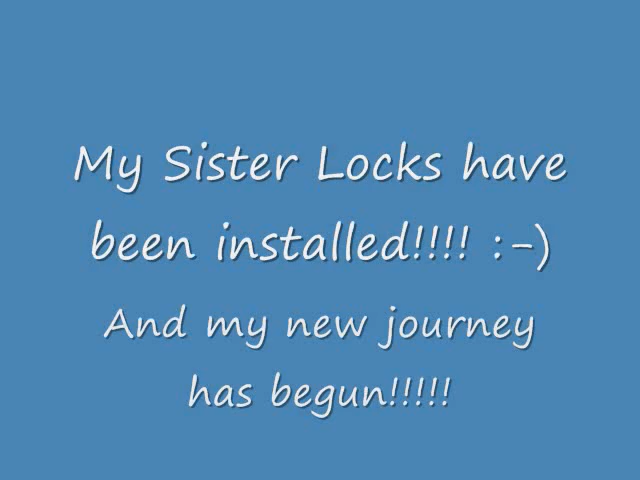 My Sister Locks have
been installed!!!! :-)
And my new journey
has begun!!!!!